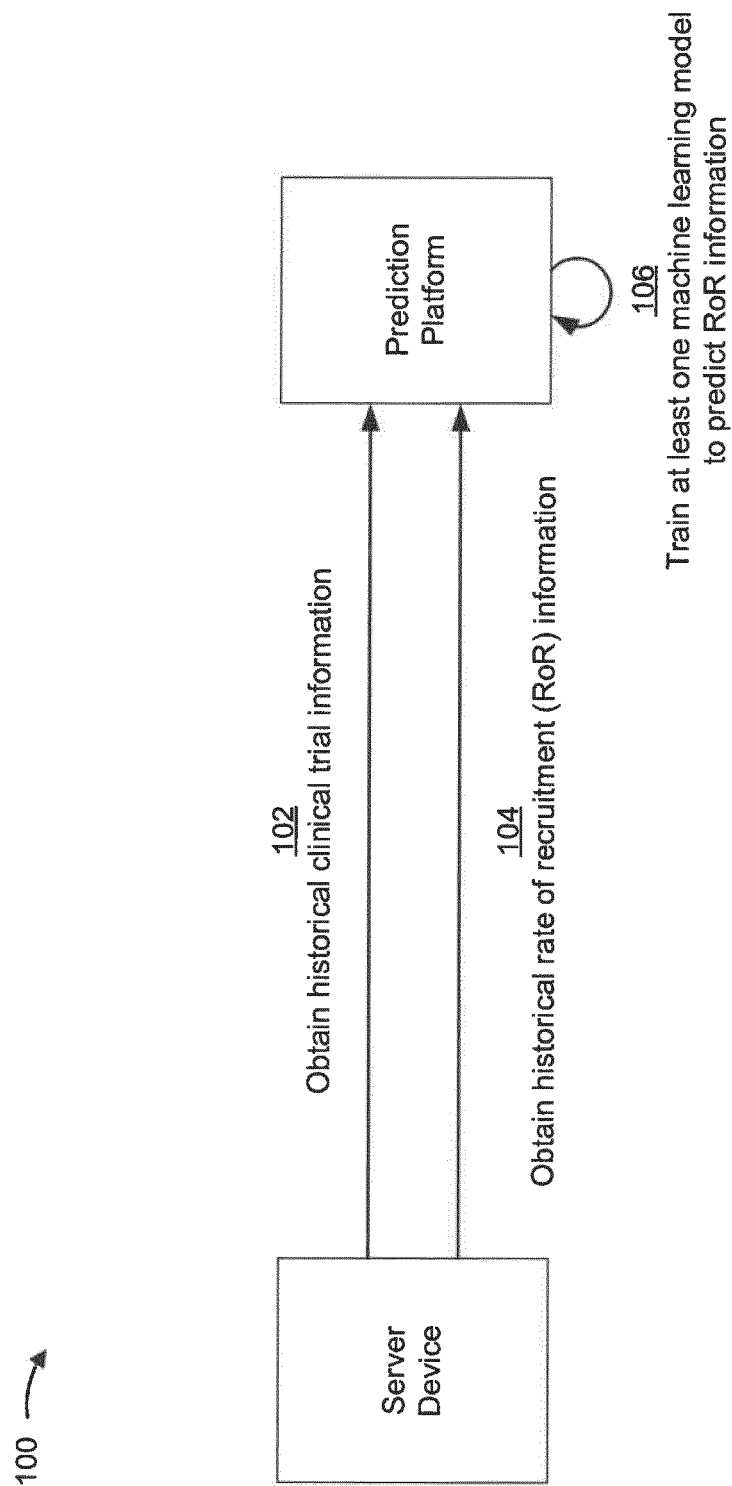 100
Server
Device
102
Obtain historical clinical trial information
104
Obtain historical rate of recruitment (RoR) information
Prediction
Platform
106
Train at least one machine learning model
to predict RoR information